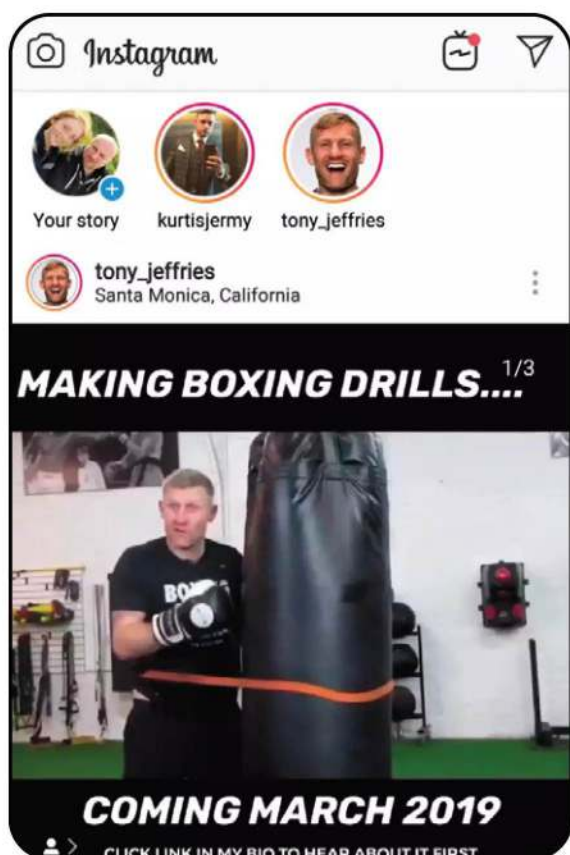 Instagram
Your story
kurtisjermy
tony_jeffries
tony_jeffries
Santa Monica, California
1/3
MAKING BOXING DRILLS....
COMING MARCH 2019
CLICK LINK IN MY BIO TO HEAR ABOUT IT FIRST